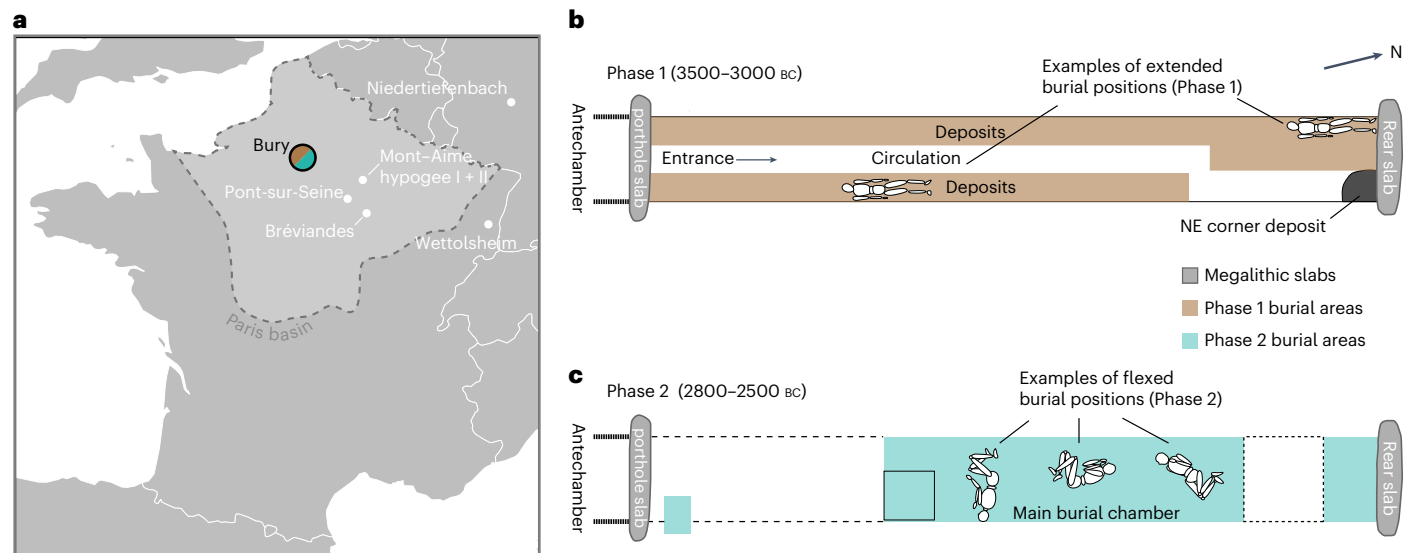 a
Niedertiefenbach
Bury
Mont–Aimé
hypogee I + II
Pont-sur-Seine
Bréviandes
Wettolsheim
Paris basin
b
N
Phase 1 (3500–3000 BC)
Examples of extended
burial positions (Phase 1)
Antechamber
porthole slab
Deposits
Entrance
Circulation
Deposits
Rear slab
NE corner deposit
Megalithic slabs
Phase 1 burial areas
Phase 2 burial areas
c
Phase 2 (2800–2500 BC)
Examples of flexed
burial positions (Phase 2)
Antechamber
porthole slab
Main burial chamber
Rear slab